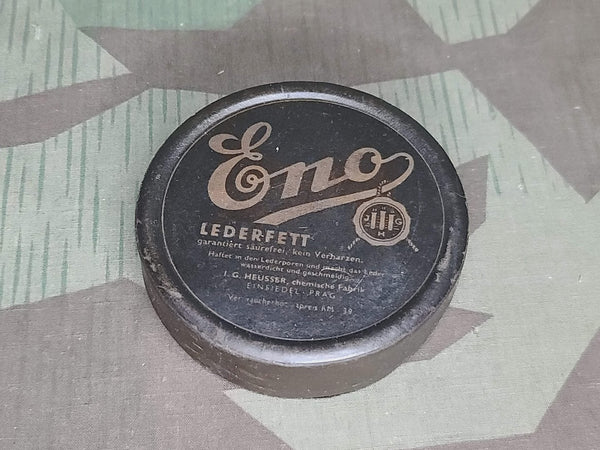 Eno
J H G
M
LEDERFETT
garantiert säurefrei, kein Verharzen.
Haftet in den Lederporen und macht das Leder
wasserdicht und geschmeidig.
J. G. HEUSSER, chemische Fabrik
EINSIEDEL - PRAG
RM